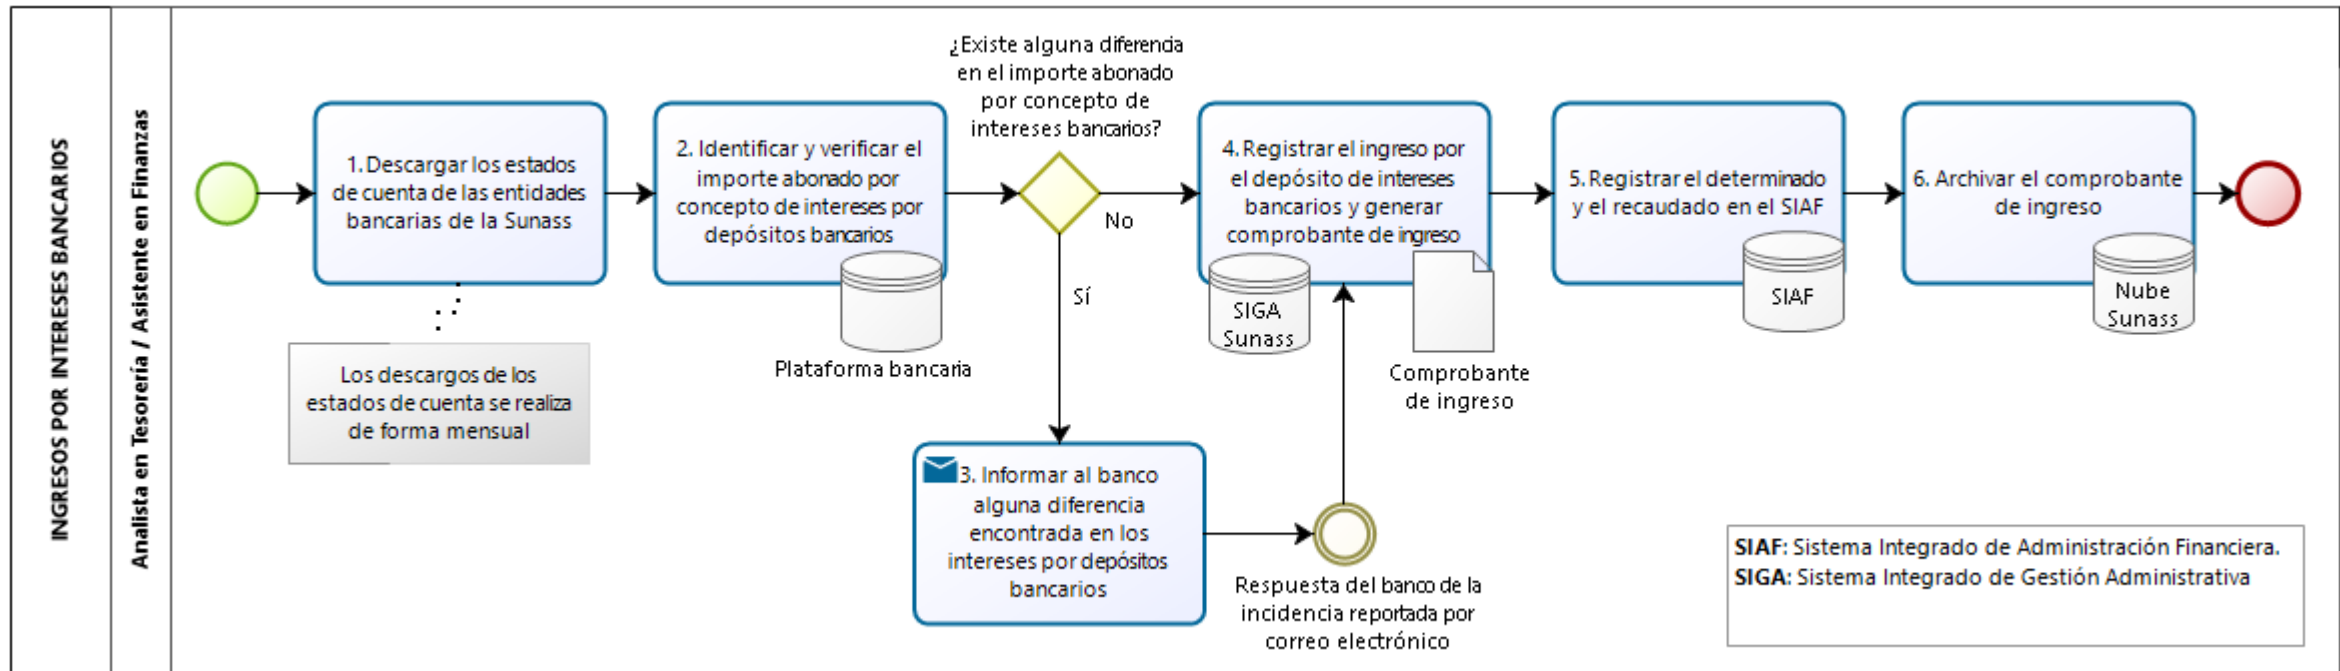 INGRESOS POR INTERESES BANCARIOS
Analista en Tesorería / Asistente en Finanzas
1. Descargar los estados
de cuenta de las entidades
bancarias de la Sunass
Los descargos de los
estados de cuenta se realiza
de forma mensual
2. Identificar y verificar el
importe abonado por
concepto de intereses por
depósitos bancarios
Plataforma bancaria
¿Existe alguna diferencia
en el importe abonado
por concepto de
intereses bancarios?
No
Sí
3. Informar al banco
alguna diferencia
encontrada en los
intereses por depósitos
bancarios
Respuesta del banco de la
incidencia reportada por
correo electrónico
4. Registrar el ingreso por
el depósito de intereses
bancarios y generar
comprobante de ingreso
SIGA
Sunass
Comprobante
de ingreso
5. Registrar el determinado
y el recaudado en el SIAF
SIAF
6. Archivar el comprobante
de ingreso
Nube
Sunass
SIAF: Sistema Integrado de Administración Financiera.
SIGA: Sistema Integrado de Gestión Administrativa